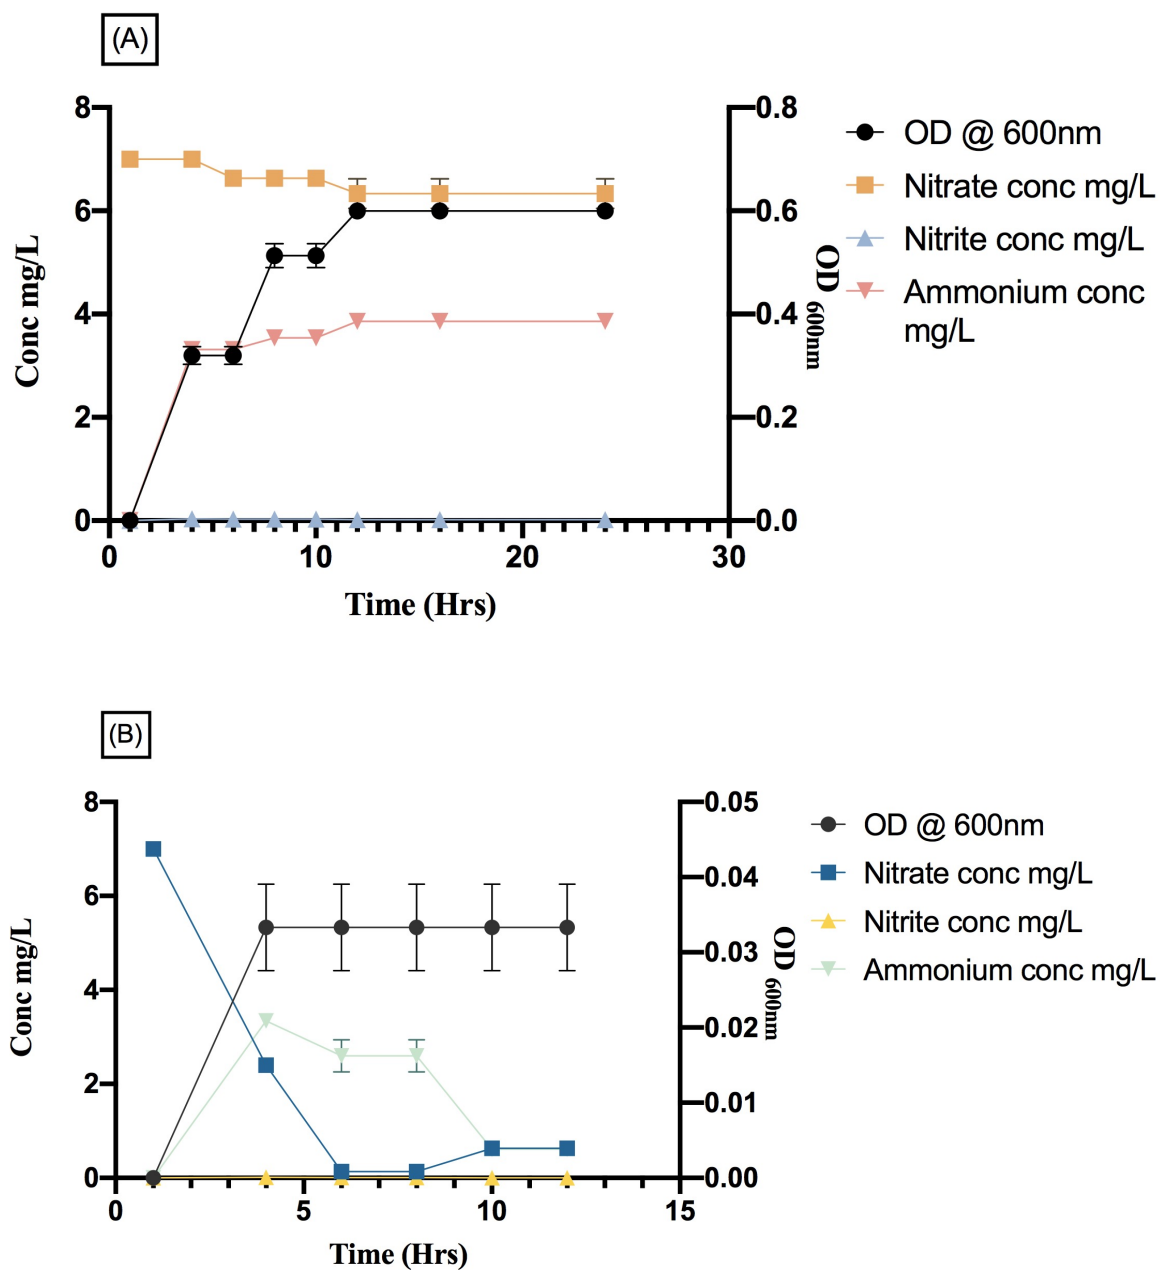 (A)
8
6
4
2
0
Conc mg/L
0.8
0.6
0.4
0.2
0.0
OD 600nm
0
10
20
30
Time (Hrs)
OD @ 600nm
Nitrate conc mg/L
Nitrite conc mg/L
Ammonium conc
mg/L
(B)
8
6
4
2
0
Conc mg/L
0.05
0.04
0.03
0.02
0.01
0.00
OD 600nm
0
5
10
15
Time (Hrs)
OD @ 600nm
Nitrate conc mg/L
Nitrite conc mg/L
Ammonium conc mg/L